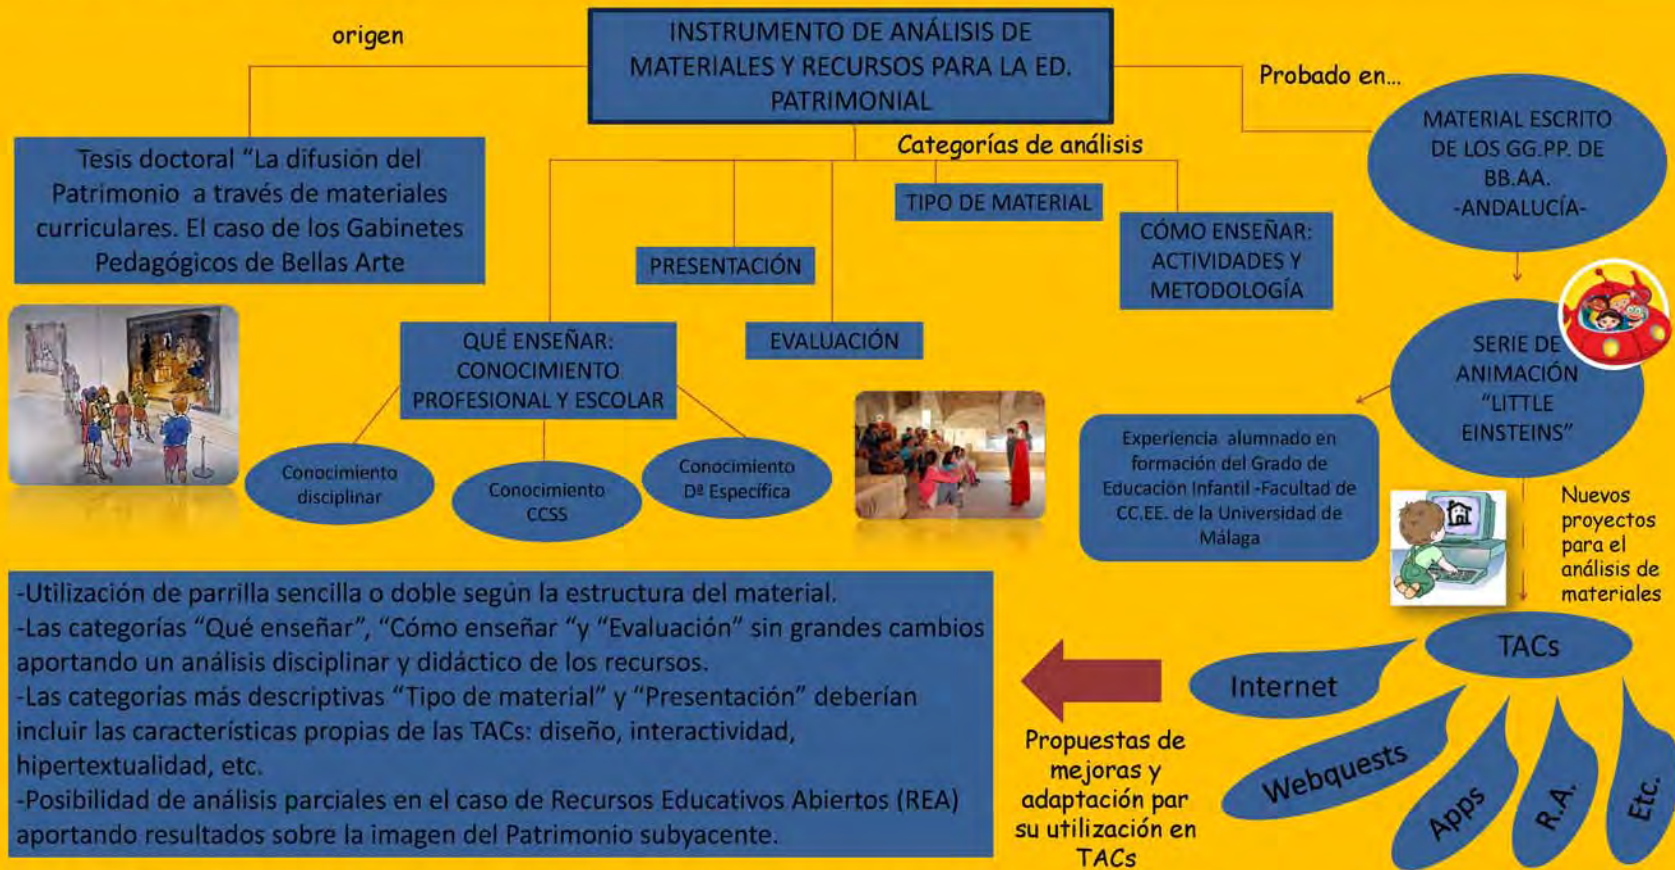 INSTRUMENTO DE ANÁLISIS DE
MATERIALES Y RECURSOS PARA LA ED.
PATRIMONIAL
origen
Tesis doctoral “La difusión del
Patrimonio a través de materiales
curriculares. El caso de los Gabinetes
Pedagógicos de Bellas Arte
Categorías de análisis
PRESENTACIÓN
TIPO DE MATERIAL
CÓMO ENSEÑAR:
ACTIVIDADES Y
METODOLOGÍA
QUÉ ENSEÑAR:
CONOCIMIENTO
PROFESIONAL Y ESCOLAR
EVALUACIÓN
Conocimiento
disciplinar
Conocimiento
CCSS
Conocimiento
Dª Específica
Probado en...
MATERIAL ESCRITO
DE LOS GG.PP. DE
BB.AA.
-ANDALUCÍA-
SERIE DE
ANIMACIÓN
“LITTLE
EINSTEINS”
Experiencia alumnado en
formación del Grado de
Educación Infantil -Facultad de
CC.EE. de la Universidad de
Málaga
Nuevos
proyectos
para el
análisis de
materiales
TACs
Internet
Webquests
Apps
R.A.
Etc.
Propuestas de
mejoras y
adaptación par
su utilización en
TACs
-Utilización de parrilla sencilla o doble según la estructura del material.
-Las categorías “Qué enseñar”, “Cómo enseñar “y “Evaluación” sin grandes cambios
aportando un análisis disciplinar y didáctico de los recursos.
-Las categorías más descriptivas “Tipo de material” y “Presentación” deberían
incluir las características propias de las TACs: diseño, interactividad,
hipertextualidad, etc.
-Posibilidad de análisis parciales en el caso de Recursos Educativos Abiertos (REA)
aportando resultados sobre la imagen del Patrimonio subyacente.